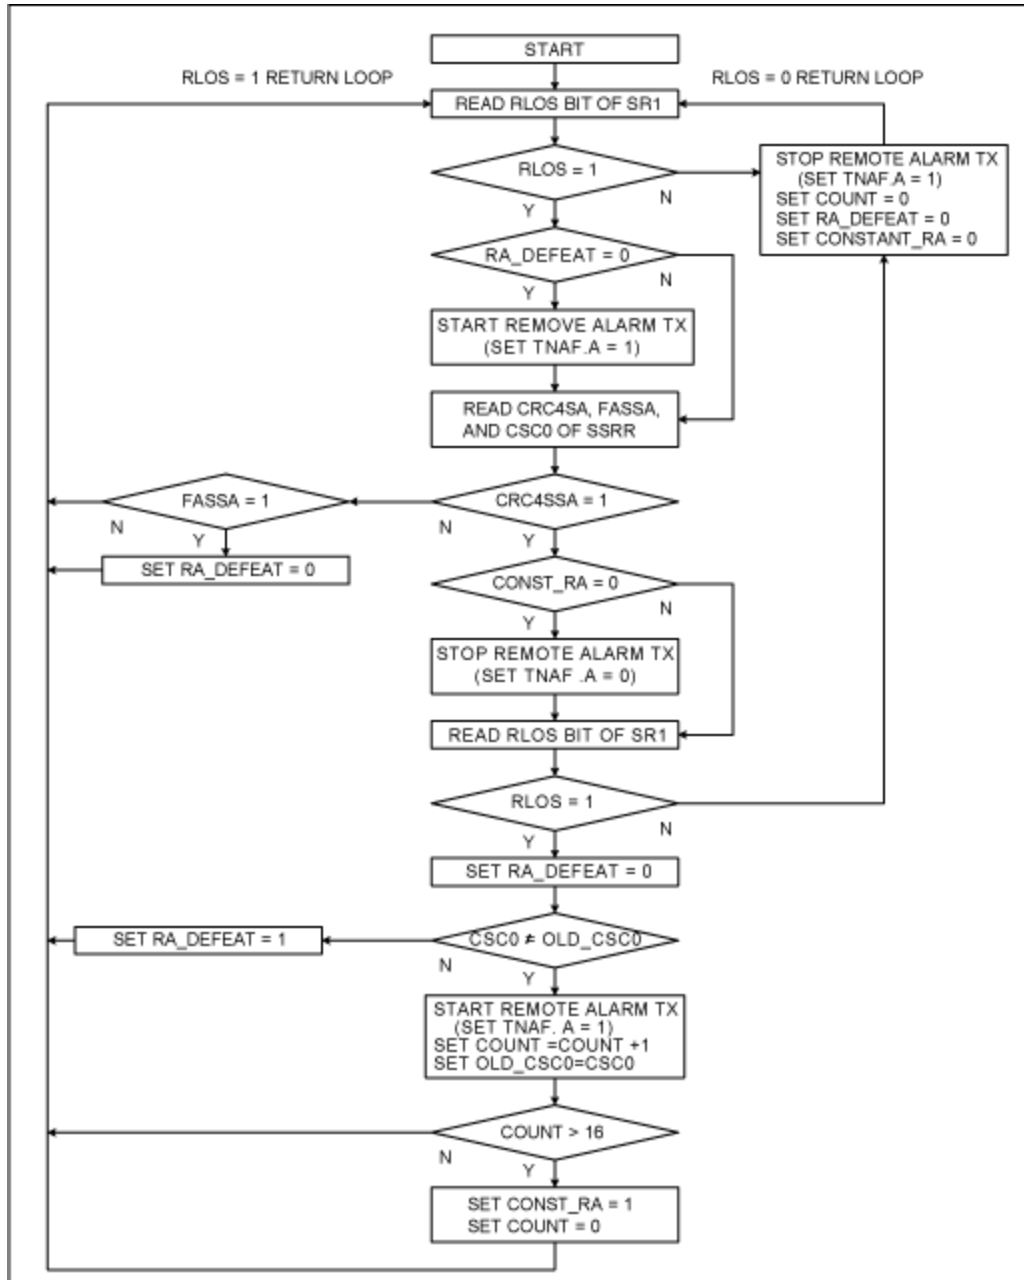 START
RLOS = 1 RETURN LOOP
RLOS = 0 RETURN LOOP
READ RLOS BIT OF SR1
RLOS = 1
N
Y
STOP REMOTE ALARM TX
(SET TNAF.A = 1)
SET COUNT = 0
SET RA_DEFEAT = 0
SET CONSTANT_RA = 0
RA_DEFEAT = 0
N
Y
START REMOVE ALARM TX
(SET TNAF.A = 1)
READ CRC4SA, FASSA,
AND CSC0 OF SSRR
FASSA = 1
N
Y
CRC4SSA = 1
N
Y
SET RA_DEFEAT = 0
CONST_RA = 0
N
Y
STOP REMOTE ALARM TX
(SET TNAF .A = 0)
READ RLOS BIT OF SR1
RLOS = 1
N
Y
SET RA_DEFEAT = 0
SET RA_DEFEAT = 1
CSC0 ≠ OLD_CSC0
N
Y
START REMOTE ALARM TX
(SET TNAF. A = 1)
SET COUNT =COUNT +1
SET OLD_CSC0=CSC0
COUNT > 16
N
Y
SET CONST_RA = 1
SET COUNT = 0